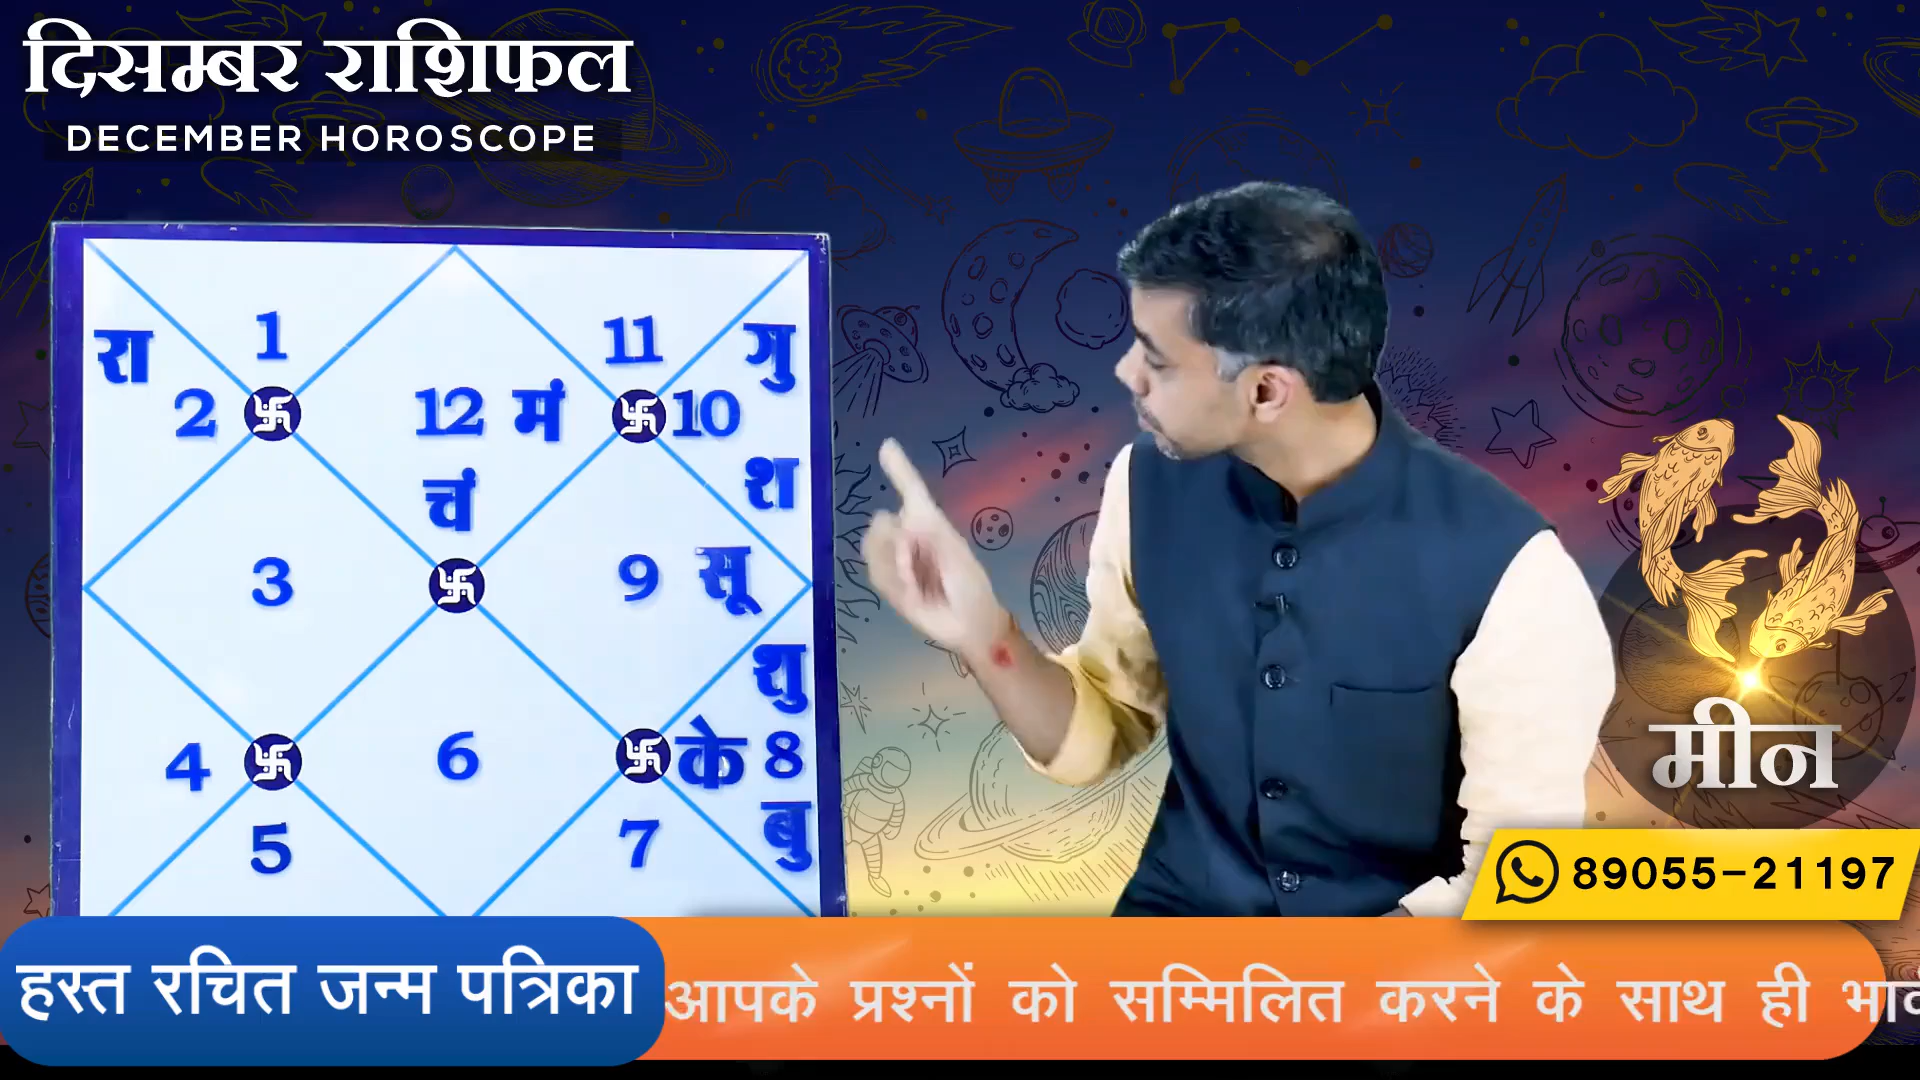 दिसम्बर राशिफल
DECEMBER HOROSCOPE
1 11
रा गु
2 12 मं 10
चं श
3 9 सू
शु
4 6 के 8
5 7 बु
मीन
89055-21197
हस्त रचित जन्म पत्रिका
आपके प्रश्नों को सम्मिलित करने के साथ ही